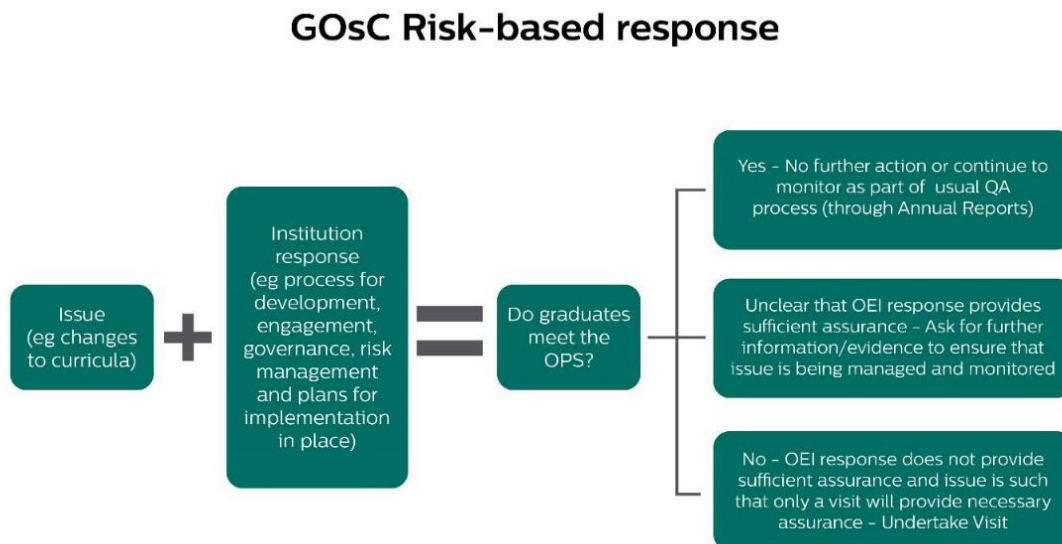 GOsC Risk-based response
Issue
(eg changes
to curricula)
Institution
response
(eg process for
development,
engagement,
governance, risk
management
and plans for
implementation
in place)
Do graduates
meet the
OPS?
Yes – No further action or continue to
monitor as part of usual QA
process (through Annual Reports)
Unclear that OEI response provides
sufficient assurance – Ask for further
information/evidence to ensure that
issue is being managed and monitored
No – OEI response does not provide
sufficient assurance and issue is such
that only a visit will provide necessary
assurance – Undertake Visit